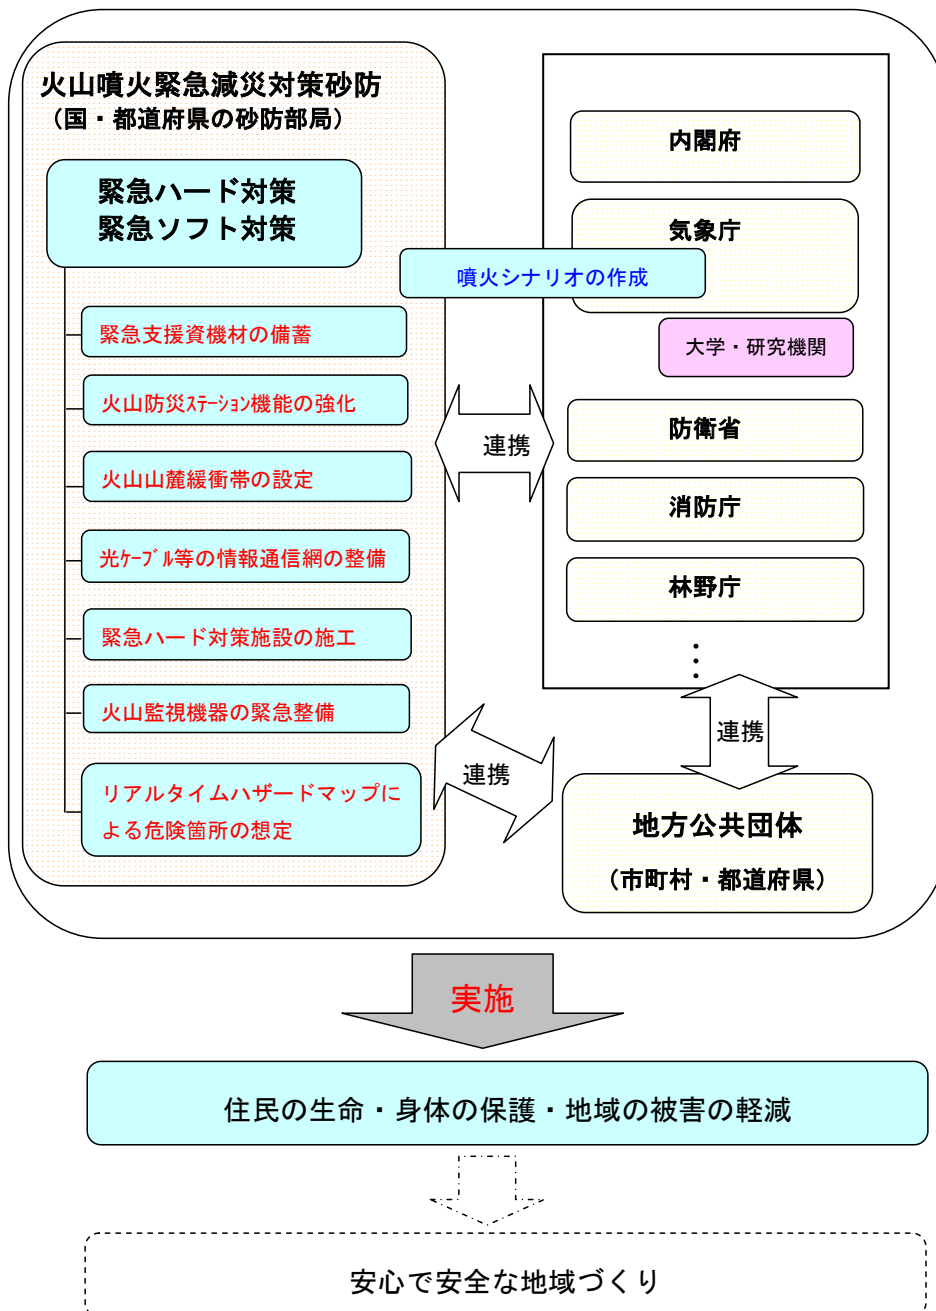 火山噴火緊急減災対策砂防
（国・都道府県の砂防部局）
緊急ハード対策
緊急ソフト対策
緊急支援資機材の備蓄
火山防災ｽﾃｰｼｮﾝ機能の強化
火山山麓緩衝帯の設定
光ｹｰﾌﾞﾙ等の情報通信網の整備
緊急ハード対策施設の施工
火山監視機器の緊急整備
リアルタイムハザードマップに
よる危険箇所の想定
内閣府
気象庁
噴火シナリオの作成
大学・研究機関
防衛省
消防庁
林野庁
⋮
連携
連携
連携
地方公共団体
（市町村・都道府県）
実施
住民の生命・身体の保護・地域の被害の軽減
安心で安全な地域づくり